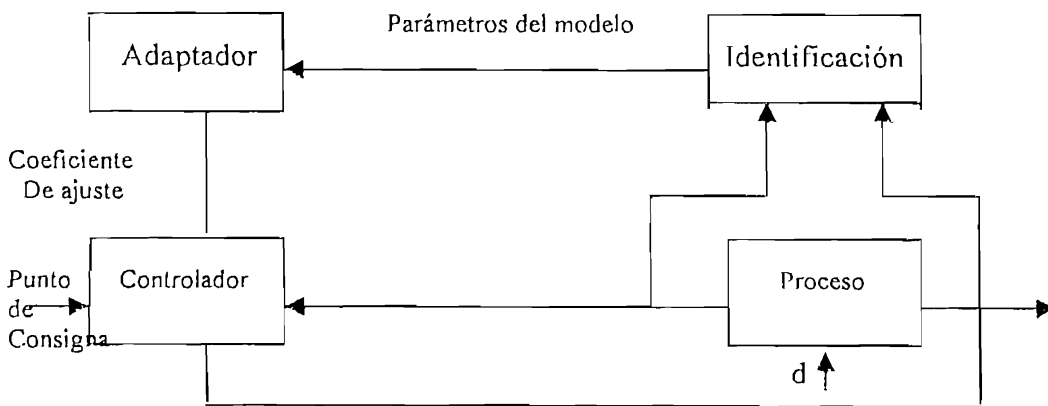 Parámetros del modelo
Adaptador
Identificación
Coeficiente
De ajuste
Punto
de
Consigna
Controlador
Proceso
d